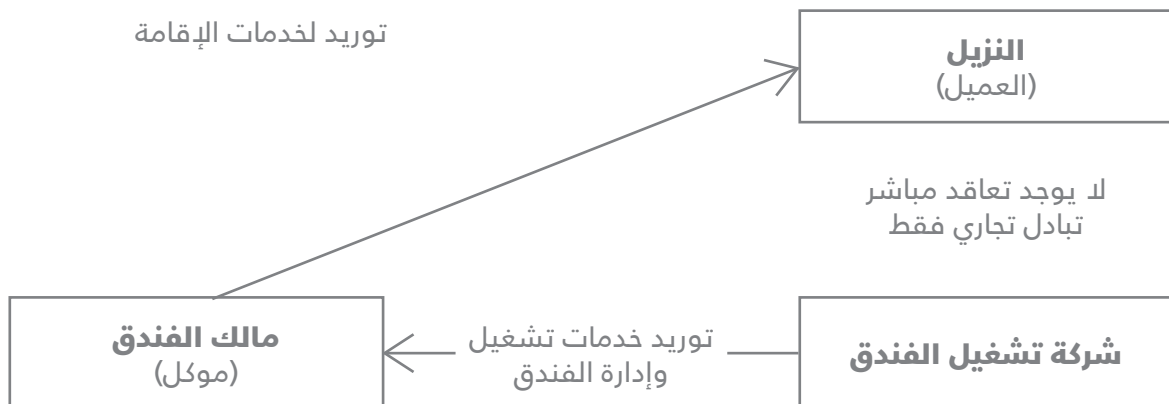 توريد لخدمات الإقامة
النزيل
(العميل)
لا يوجد تعاقد مباشر
تبادل تجاري فقط
شركة تشغيل الفندق
توريد خدمات تشغيل
وإدارة الفندق
مالك الفندق
(موكل)